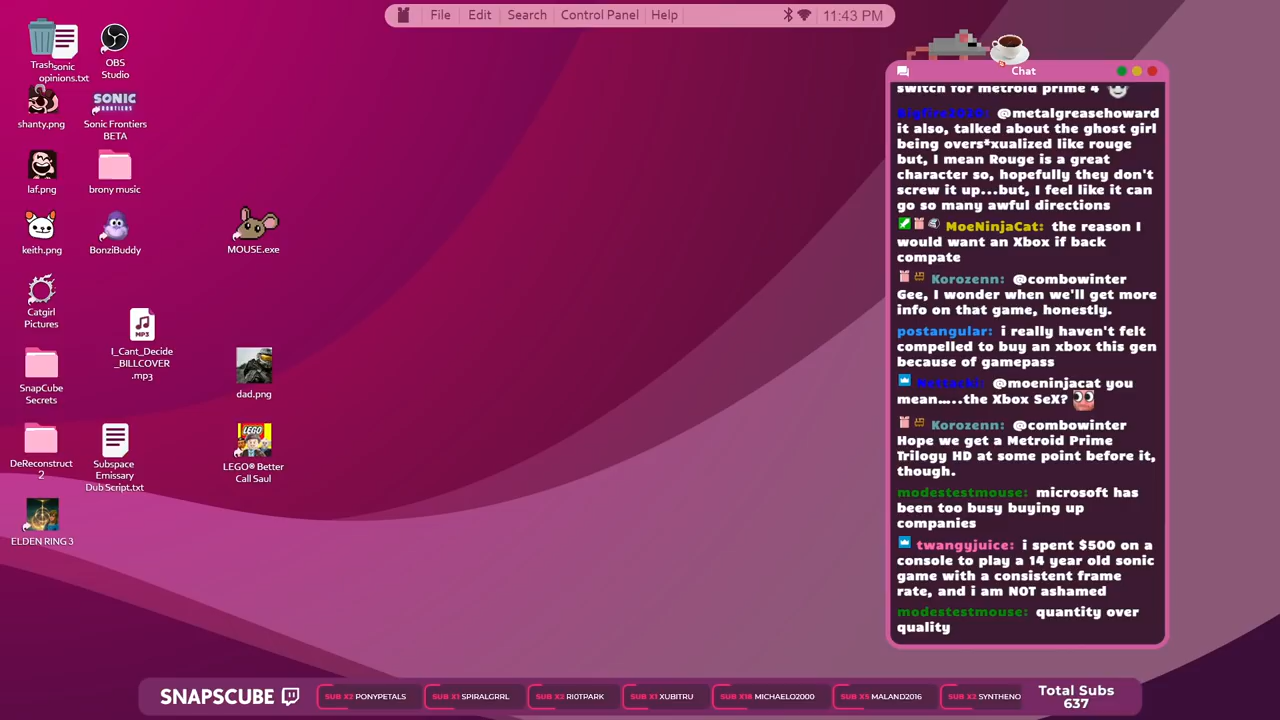 File Edit Search Control Panel Help 11:43 PM
Trash
sonic
opinions.txt
OBS
Studio
shanty.png
SONIC
FRONTIERS
Sonic Frontiers
BETA
laf.png
brony music
keith.png
BonziBuddy
MOUSE.exe
Catgirl
Pictures
MP3
I_Cant_Decide
_BILLCOVER
.mp3
dad.png
SnapCube
Secrets
DeReconstruct
2
Subspace
Emissary
Dub Script.txt
LEGO
LEGO® Better
Call Saul
ELDEN RING 3
Chat
switch for metroid prime 4
@metalgreasehoward
it also, talked about the ghost girl
being overs*xualized like rouge
but, I mean Rouge is a great
character so, hopefully they don't
screw it up...but, I feel like it can
go so many awful directions
MoeNinjaCat: the reason I
would want an Xbox if back
compate
Korozenn: @combowinter
Gee, I wonder when we'll get more
info on that game, honestly.
postangular: i really haven't felt
compelled to buy an xbox this gen
because of gamepass
@moeninjacat you
mean.....the Xbox SeX?
Korozenn: @combowinter
Hope we get a Metroid Prime
Trilogy HD at some point before it,
though.
modestestmouse: microsoft has
been too busy buying up
companies
twangyjuice: i spent $500 on a
console to play a 14 year old sonic
game with a consistent frame
rate, and i am NOT ashamed
modestestmouse: quantity over
quality
SNAPSCUBE
SUB X2 PONYPETALS SUB X1 SPIRALGRRL SUB X2 RI0TPARK SUB X1 XUBITRU SUB X18 MICHAELO2000 SUB X5 MALAND2016 SUB X2 SYNTHENO
Total Subs
637